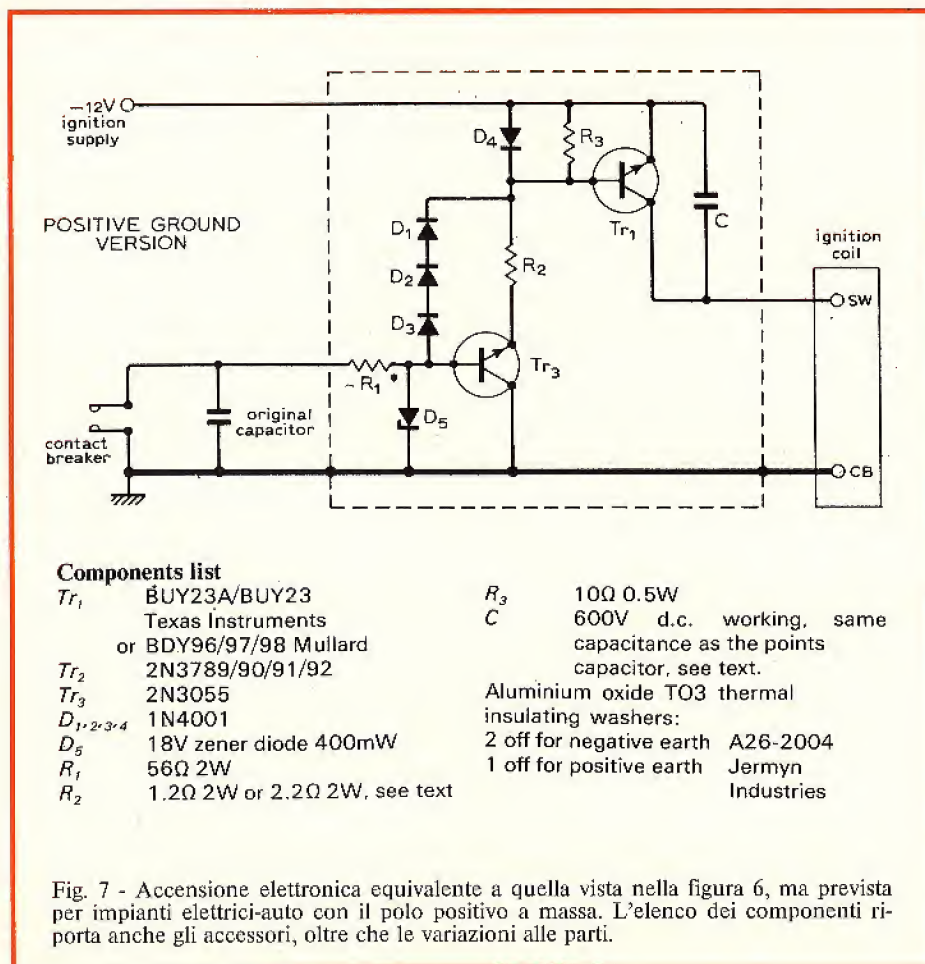 −12V
ignition
supply
POSITIVE GROUND
VERSION
D4
R3
Tr1
C
D1
D2
D3
R2
ignition
coil
SW
R1
Tr3
D5
original
capacitor
contact
breaker
CB
Components list
Tr1 BUY23A/BUY23
Texas Instruments
or BDY96/97/98 Mullard
Tr2 2N3789/90/91/92
Tr3 2N3055
D1,2,3,4 1N4001
D5 18V zener diode 400mW
R1 56Ω 2W
R2 1.2Ω 2W or 2.2Ω 2W, see text
R3 10Ω 0.5W
C 600V d.c. working, same
capacitance as the points
capacitor, see text.
Aluminium oxide TO3 thermal
insulating washers:
2 off for negative earth A26-2004
1 off for positive earth Jermyn
Industries
Fig. 7 - Accensione elettronica equivalente a quella vista nella figura 6, ma prevista
per impianti elettrici-auto con il polo positivo a massa. L'elenco dei componenti ri-
porta anche gli accessori, oltre che le variazioni alle parti.